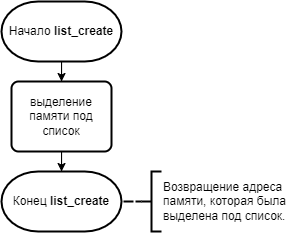 Начало list_create
выделение
памяти под
список
Конец list_create
Возвращение адреса
памяти, которая была
выделена под список.